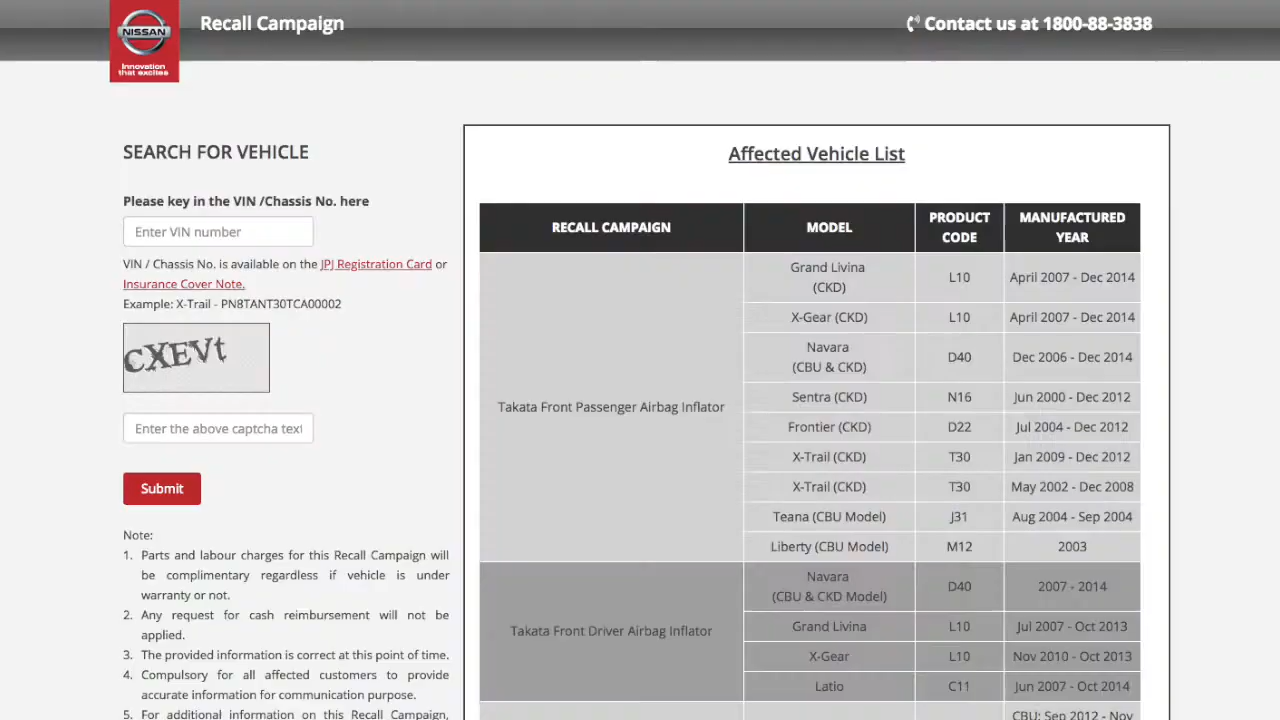 NISSAN
Innovation
that excites
Recall Campaign
Contact us at 1800-88-3838
SEARCH FOR VEHICLE
Please key in the VIN /Chassis No. here
Enter VIN number
VIN / Chassis No. is available on the JPJ Registration Card or
Insurance Cover Note.
Example: X-Trail - PN8TANT30TCA00002
CXEVt
Enter the above captcha text
Submit
Note:
1. Parts and labour charges for this Recall Campaign will
be complimentary regardless if vehicle is under
warranty or not.
2. Any request for cash reimbursement will not be
applied.
3. The provided information is correct at this point of time.
4. Compulsory for all affected customers to provide
accurate information for communication purpose.
5. For additional information on this Recall Campaign,
Affected Vehicle List
RECALL CAMPAIGN MODEL PRODUCT CODE MANUFACTURED YEAR
Takata Front Passenger Airbag Inflator
Grand Livina (CKD) L10 April 2007 - Dec 2014
X-Gear (CKD) L10 April 2007 - Dec 2014
Navara (CBU & CKD) D40 Dec 2006 - Dec 2014
Sentra (CKD) N16 Jun 2000 - Dec 2012
Frontier (CKD) D22 Jul 2004 - Dec 2012
X-Trail (CKD) T30 Jan 2009 - Dec 2012
X-Trail (CKD) T30 May 2002 - Dec 2008
Teana (CBU Model) J31 Aug 2004 - Sep 2004
Liberty (CBU Model) M12 2003
Takata Front Driver Airbag Inflator
Navara (CBU & CKD Model) D40 2007 - 2014
Grand Livina L10 Jul 2007 - Oct 2013
X-Gear L10 Nov 2010 - Oct 2013
Latio C11 Jun 2007 - Oct 2014
CBU: Sep 2012 - Nov